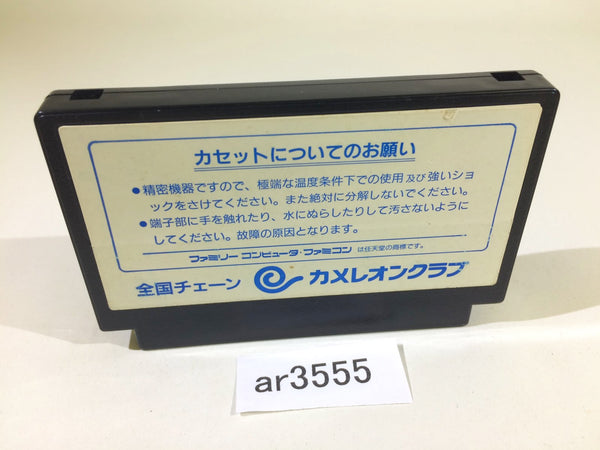 カセットについてのお願い
●精密機器ですので、極端な温度条件下での使用及び強いショ
ックをさけてください。また絶対に分解しないでください。
●端子部に手を触れたり、水にぬらしたりして汚さないように
してください。故障の原因となります。
ファミリーコンピュータ・ファミコンは任天堂の商標です。
全国チェーン カメレオンクラブ
ar3555